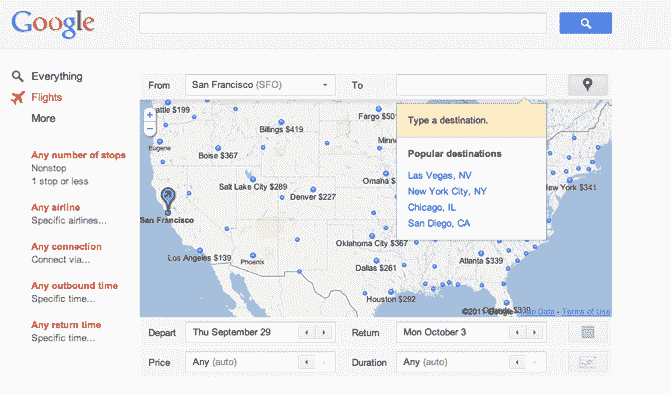 Google
Everything
Flights
More
Any number of stops
Nonstop
1 stop or less
Any airline
Specific airlines...
Any connection
Connect via...
Any outbound time
Specific time...
Any return time
Specific time...
From San Francisco (SFO) To
Type a destination.
Popular destinations
Las Vegas, NV
New York City, NY
Chicago, IL
San Diego, CA
+
−
attle $199
Fargo $50
Billings $419
Eugene
Boise $367
Minne
Salt Lake City $289
Omaha $
Denver $227
ew York $341
San Francisco
Oklahoma City $367
Los Angeles $139
Phoenix
Dallas $261
Atlanta $339
Houston $292
©2011 Google - Map Data - Terms of Use
Depart Thu September 29 Return Mon October 3
Price Any (auto) Duration Any (auto)